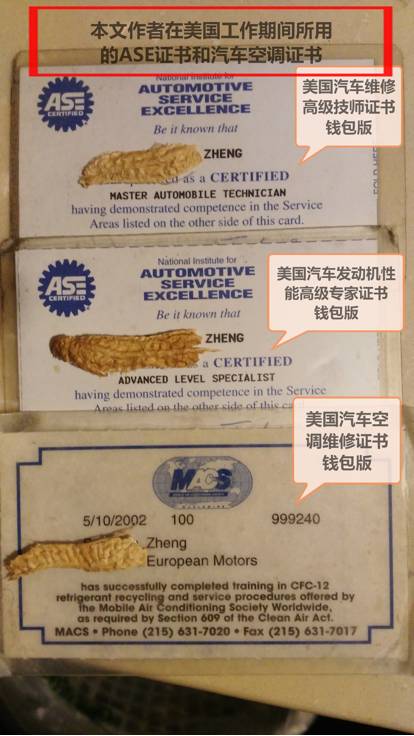 本文作者在美国工作期间所用
的ASE证书和汽车空调证书
美国汽车维修
高级技师证书
钱包版
National Institute for
AUTOMOTIVE
SERVICE
EXCELLENCE
ASE
CERTIFIED
Be it known that
ZHENG
as a CERTIFIED
MASTER AUTOMOBILE TECHNICIAN
having demonstrated competence in the Service
Areas listed on the other side of this card.
美国汽车发动机性
能高级专家证书
钱包版
National Institute for
AUTOMOTIVE
SERVICE
EXCELLENCE
ASE
CERTIFIED
Be it known that
ZHENG
as a CERTIFIED
ADVANCED LEVEL SPECIALIST
having demonstrated competence in the Service
Areas listed on the other side of this card
美国汽车空
调维修证书
钱包版
MACS
WORLDWIDE
5/10/2002 100 999240
Zheng
European Motors
has successfully completed training in CFC-12
refrigerant recycling and service procedures offered by
the Mobile Air Conditioning Society Worldwide,
as required by Section 609 of the Clean Air Act.
MACS • Phone (215) 631-7020 • Fax (215) 631-7017